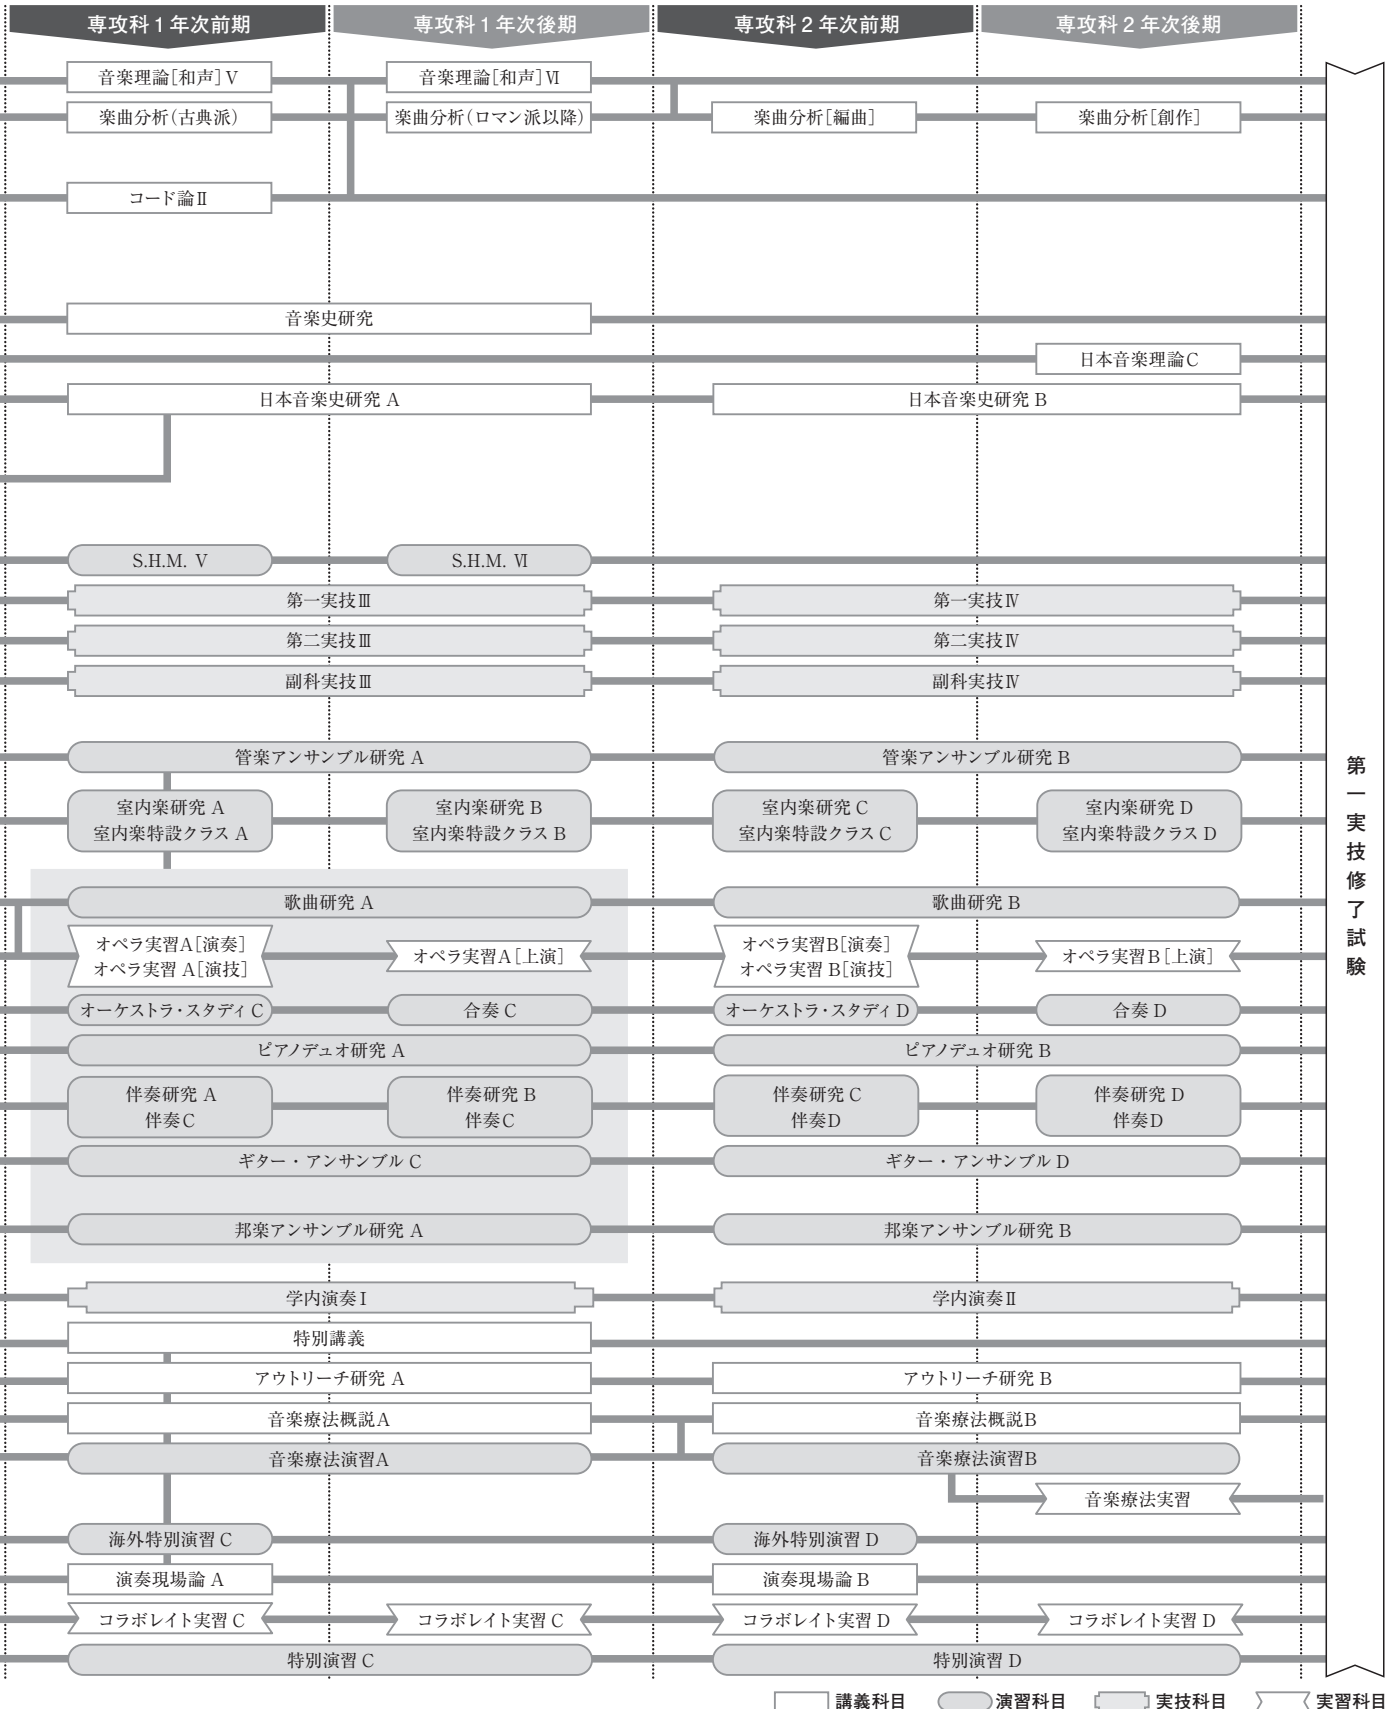 専攻科1年次前期
専攻科1年次後期
専攻科2年次前期
専攻科2年次後期
音楽理論[和声]Ⅴ
音楽理論[和声]Ⅵ
楽曲分析(古典派)
楽曲分析(ロマン派以降)
楽曲分析[編曲]
楽曲分析[創作]
コード論Ⅱ
音楽史研究
日本音楽理論C
日本音楽史研究 A
日本音楽史研究 B
S.H.M. Ⅴ
S.H.M. Ⅵ
第一実技Ⅲ
第一実技Ⅳ
第二実技Ⅲ
第二実技Ⅳ
副科実技Ⅲ
副科実技Ⅳ
管楽アンサンブル研究 A
管楽アンサンブル研究 B
室内楽研究 A
室内楽特設クラス A
室内楽研究 B
室内楽特設クラス B
室内楽研究 C
室内楽特設クラス C
室内楽研究 D
室内楽特設クラス D
歌曲研究 A
歌曲研究 B
オペラ実習A[演奏]
オペラ実習 A[演技]
オペラ実習A[上演]
オペラ実習B[演奏]
オペラ実習 B[演技]
オペラ実習B[上演]
オーケストラ・スタディ C
合奏 C
オーケストラ・スタディ D
合奏 D
ピアノデュオ研究 A
ピアノデュオ研究 B
伴奏研究 A
伴奏C
伴奏研究 B
伴奏C
伴奏研究 C
伴奏D
伴奏研究 D
伴奏D
ギター・アンサンブル C
ギター・アンサンブル D
邦楽アンサンブル研究 A
邦楽アンサンブル研究 B
学内演奏Ⅰ
学内演奏Ⅱ
特別講義
アウトリーチ研究 A
アウトリーチ研究 B
音楽療法概説A
音楽療法概説B
音楽療法演習A
音楽療法演習B
音楽療法実習
海外特別演習 C
海外特別演習 D
演奏現場論 A
演奏現場論 B
コラボレイト実習 C
コラボレイト実習 C
コラボレイト実習 D
コラボレイト実習 D
特別演習 C
特別演習 D
第一実技修了試験
講義科目
演習科目
実技科目
実習科目